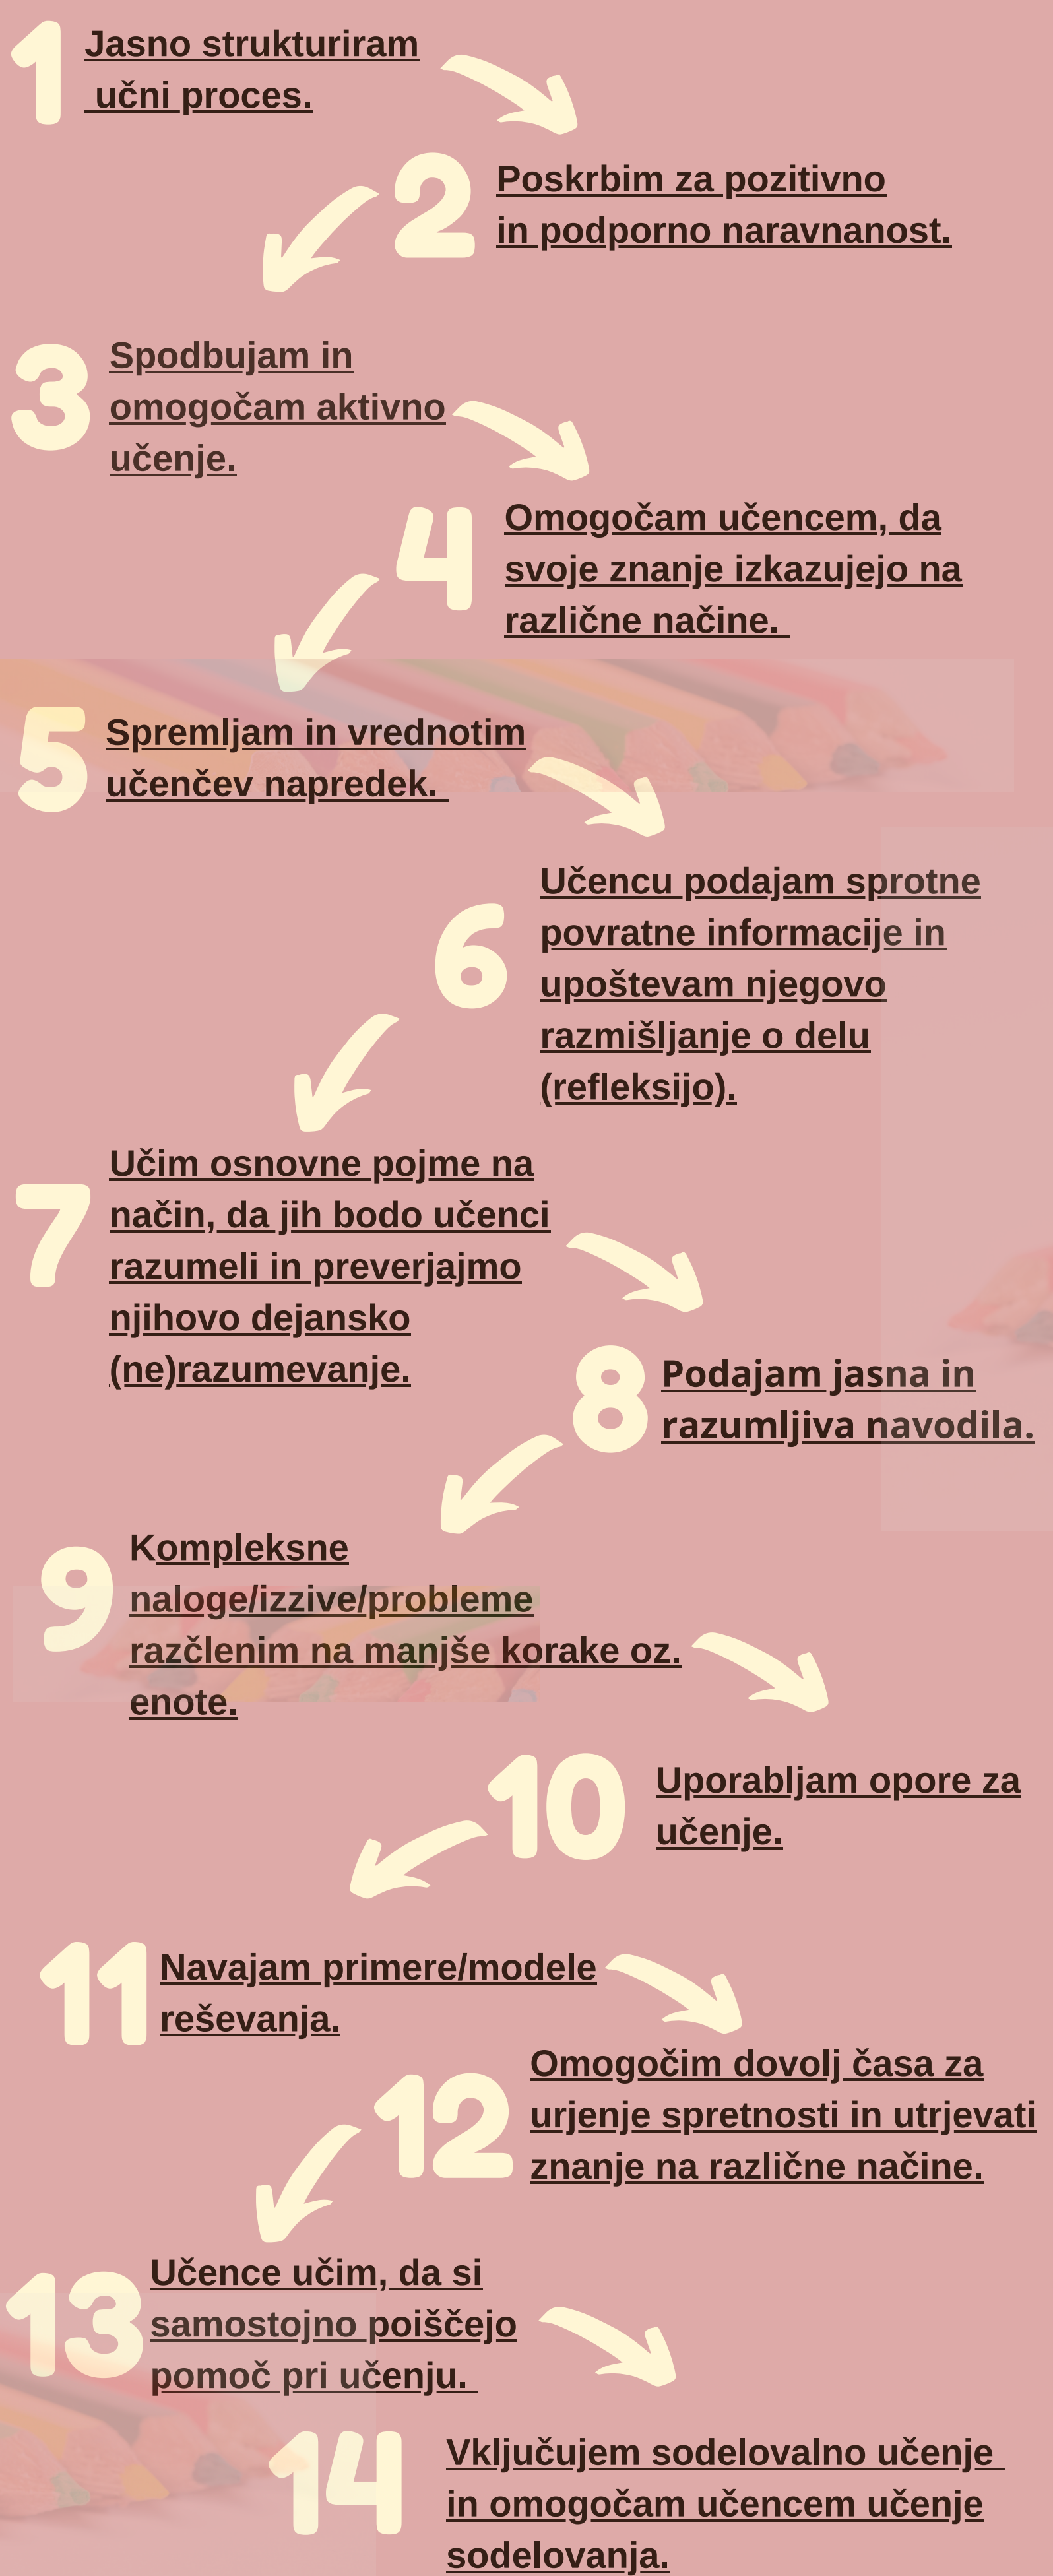 1
Jasno strukturiram
učni proces.
2
Poskrbim za pozitivno
in podporno naravnanost.
3
Spodbujam in
omogočam aktivno
učenje.
4
Omogočam učencem, da
svoje znanje izkazujejo na
različne načine.
5
Spremljam in vrednotim
učenčev napredek.
6
Učencu podajam sprotne
povratne informacije in
upoštevam njegovo
razmišljanje o delu
(refleksijo).
7
Učim osnovne pojme na
način, da jih bodo učenci
razumeli in preverjajmo
njihovo dejansko
(ne)razumevanje.
8
Podajam jasna in
razumljiva navodila.
9
Kompleksne
naloge/izzive/probleme
razčlenim na manjše korake oz.
enote.
10
Uporabljam opore za
učenje.
11
Navajam primere/modele
reševanja.
12
Omogočim dovolj časa za
urjenje spretnosti in utrjevati
znanje na različne načine.
13
Učence učim, da si
samostojno poiščejo
pomoč pri učenju.
14
Vključujem sodelovalno učenje
in omogočam učencem učenje
sodelovanja.